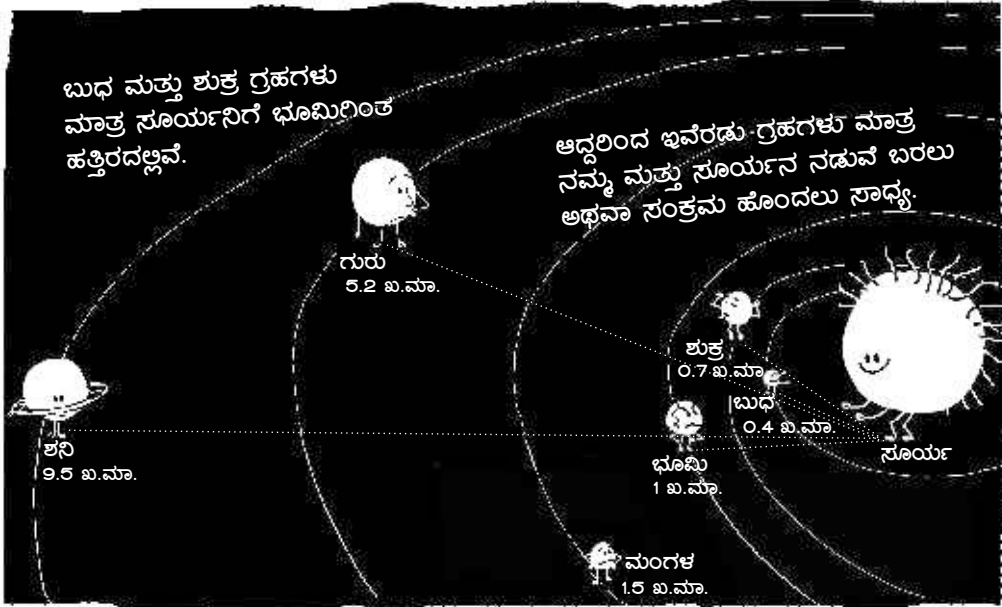 ಬುಧ ಮತ್ತು ಶುಕ್ರ ಗ್ರಹಗಳು
ಮಾತ್ರ ಸೂರ್ಯನಿಗೆ ಭೂಮಿಗಿಂತ
ಹತ್ತಿರದಲ್ಲಿವೆ.
ಆದ್ದರಿಂದ ಇವೆರಡು ಗ್ರಹಗಳು ಮಾತ್ರ
ನಮ್ಮ ಮತ್ತು ಸೂರ್ಯನ ನಡುವೆ ಬರಲು
ಅಥವಾ ಸಂಕ್ರಮ ಹೊಂದಲು ಸಾಧ್ಯ.
ಗುರು
5.2 ಖ.ಮಾ.
ಶುಕ್ರ
0.7 ಖ.ಮಾ
ಬುಧ
0.4 ಖ.ಮಾ.
ಸೂರ್ಯ
ಶನಿ
9.5 ಖ.ಮಾ.
ಭೂಮಿ
1 ಖ.ಮಾ.
ಮಂಗಳ
1.5 ಖ.ಮಾ.